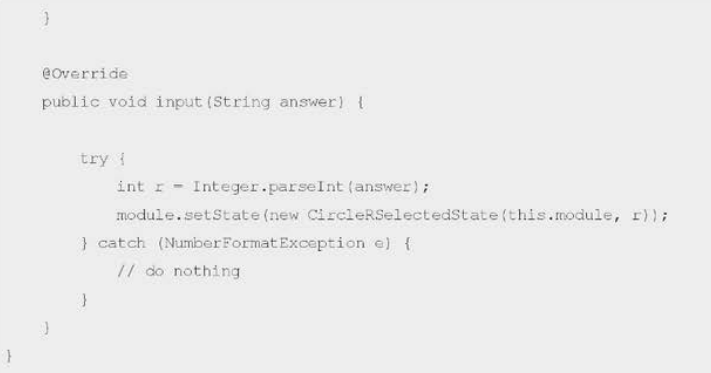 }

    @Override
    public void input(String answer) {

        try {
            int r = Integer.parseInt(answer);
            module.setState(new CircleRSelectedState(this.module, r));
        } catch (NumberFormatException e) {
            // do nothing
        }
    }
}